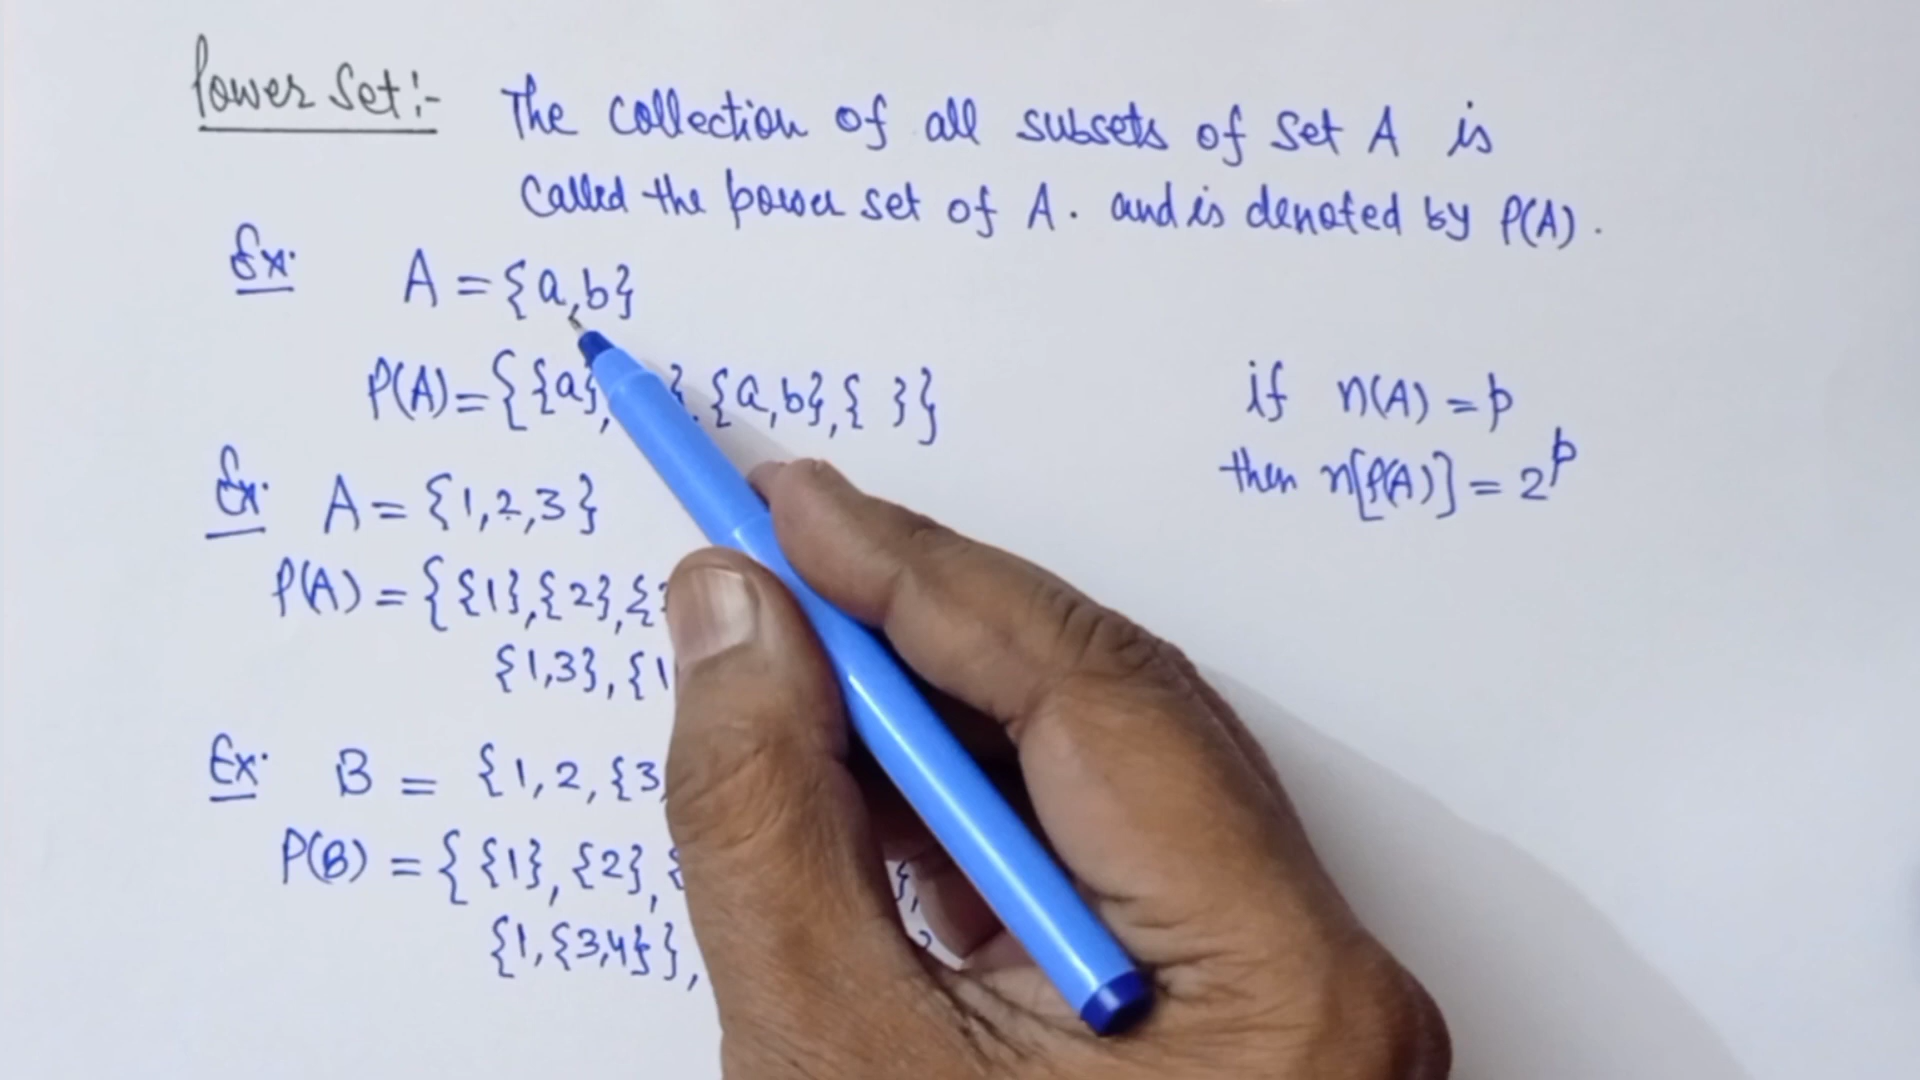 Power Set:-
The collection of all subsets of Set A is
called the power set of A. and is denoted by P(A).
Ex.
A = {a,b}
P(A) = {{a}, }, {a,b}, { }}
if n(A) = p
then n[P(A)] = 2^p
Ex. A = {1,2,3}
P(A) = {{1},{2},{
{1,3},{1
Ex. B = {1,2,{3,
P(B) = {{1},{2},{ },
{1,{3,4}},